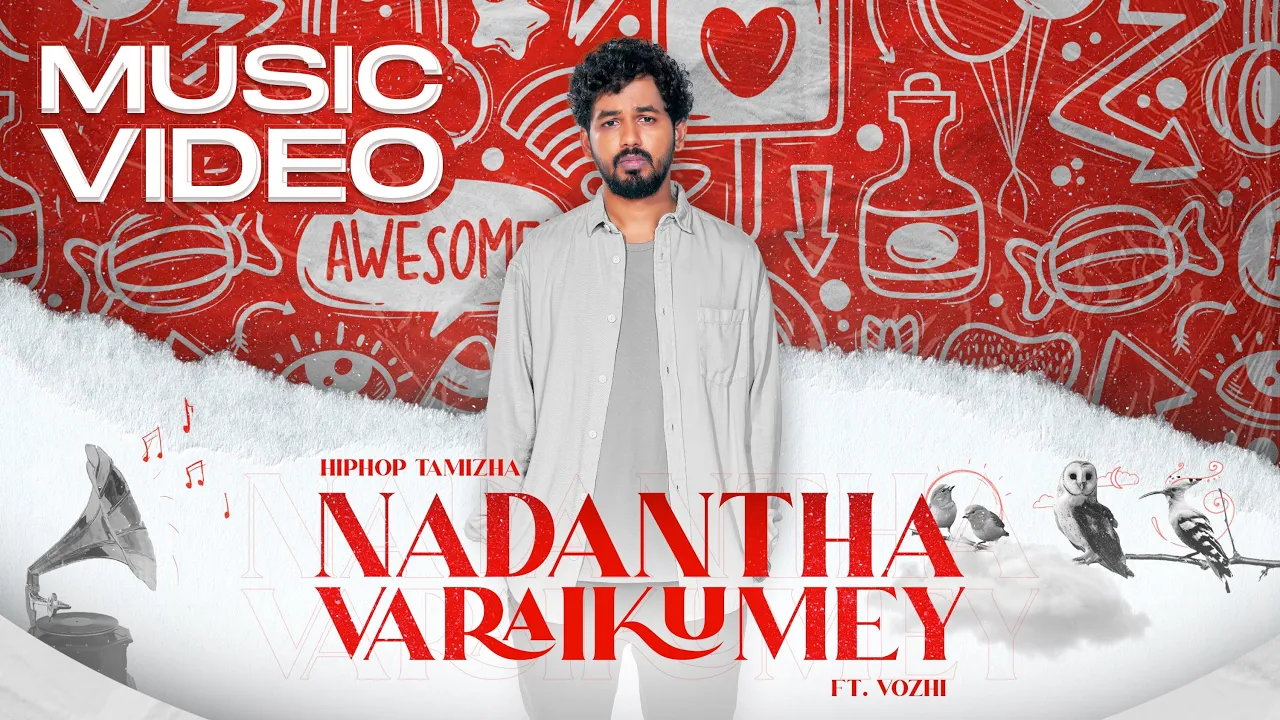 MUSIC
VIDEO
AWESOME
HIPHOP TAMIZHA
NADANTHA
VARAIKUMEY
FT. VOZHI